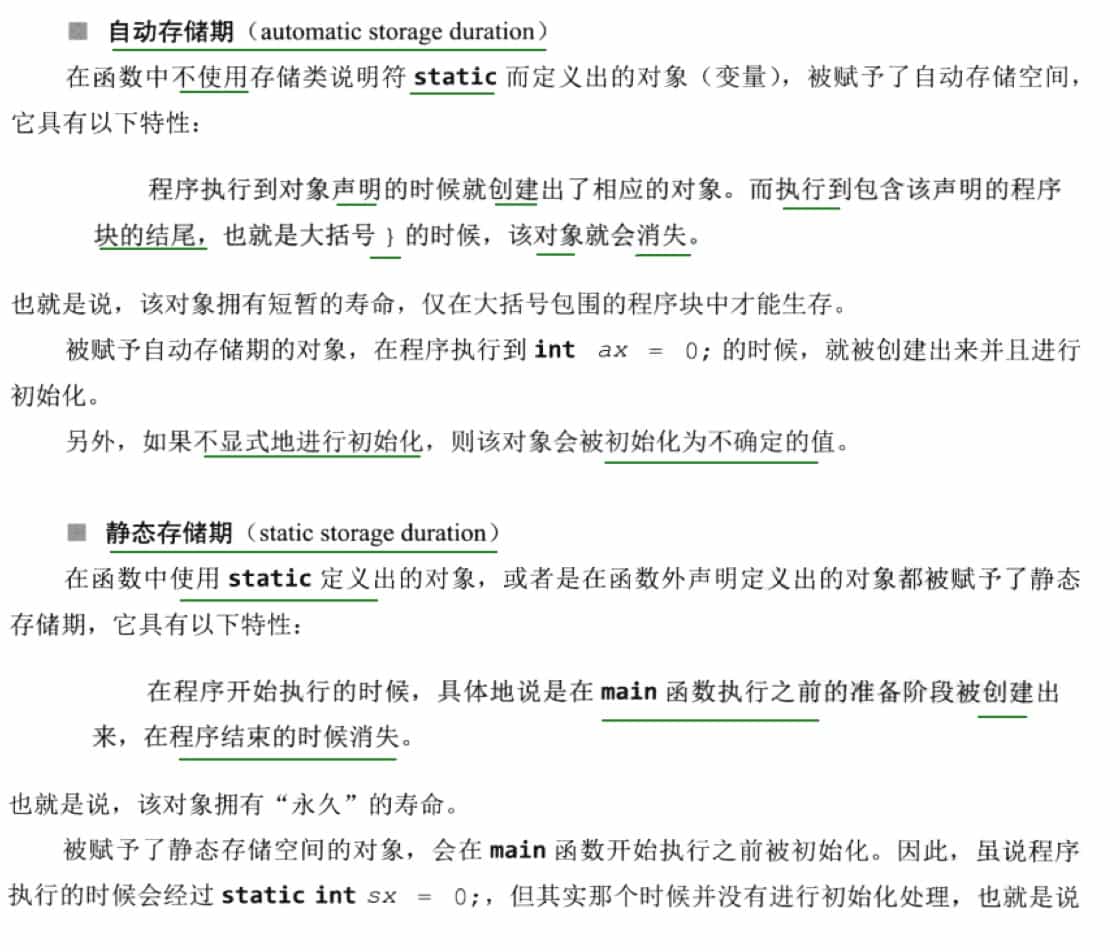 ■ 自动存储期（automatic storage duration）
在函数中不使用存储类说明符 static 而定义出的对象（变量），被赋予了自动存储空间，
它具有以下特性：
程序执行到对象声明的时候就创建出了相应的对象。而执行到包含该声明的程序
块的结尾，也就是大括号 } 的时候，该对象就会消失。
也就是说，该对象拥有短暂的寿命，仅在大括号包围的程序块中才能生存。
被赋予自动存储期的对象，在程序执行到 int ax = 0; 的时候，就被创建出来并且进行
初始化。
另外，如果不显式地进行初始化，则该对象会被初始化为不确定的值。
■ 静态存储期（static storage duration）
在函数中使用 static 定义出的对象，或者是在函数外声明定义出的对象都被赋予了静态
存储期，它具有以下特性：
在程序开始执行的时候，具体地说是在 main 函数执行之前的准备阶段被创建出
来，在程序结束的时候消失。
也就是说，该对象拥有“永久”的寿命。
被赋予了静态存储空间的对象，会在 main 函数开始执行之前被初始化。因此，虽说程序
执行的时候会经过 static int sx = 0;，但其实那个时候并没有进行初始化处理，也就是说